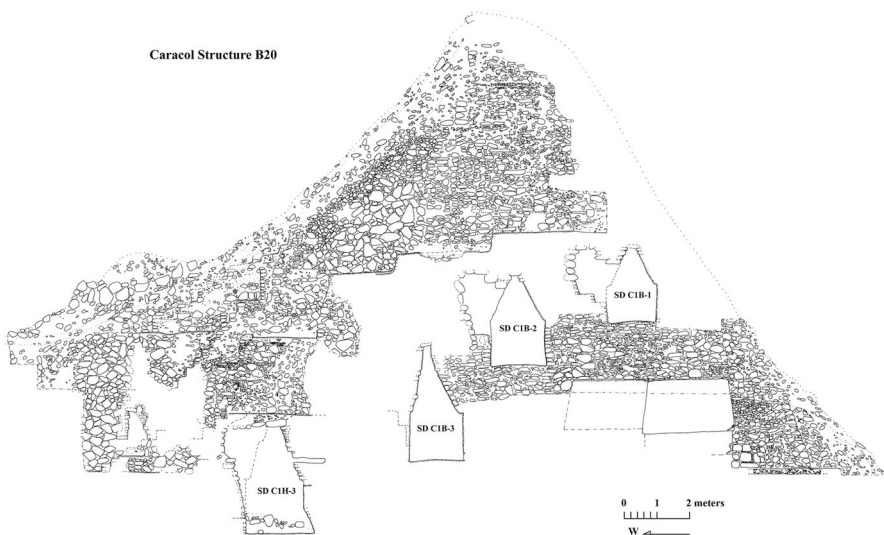 Caracol Structure B20
SD C1B-1
SD C1B-2
SD C1B-3
SD C1H-3
0 1 2 meters
W